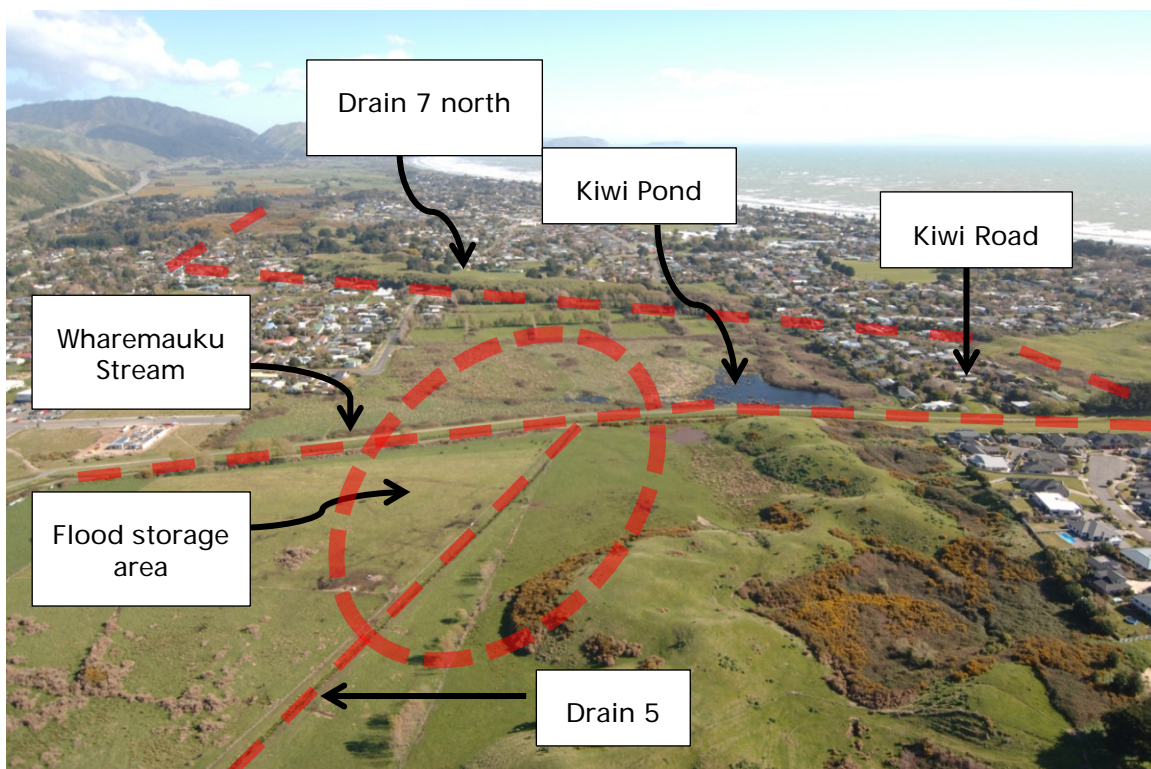 Drain 7 north
Kiwi Pond
Kiwi Road
Wharemauku
Stream
Flood storage
area
Drain 5